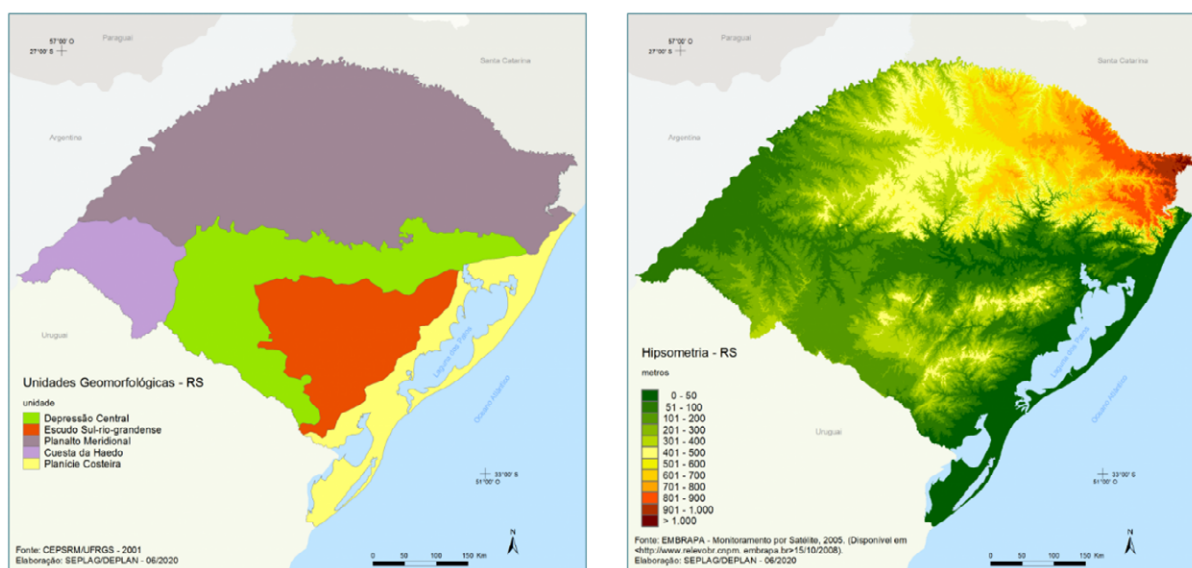 57°00' O
27°00' S
Paraguai
Santa Catarina
Argentina
Uruguai
Laguna dos Patos
Oceano Atlântico
Unidades Geomorfológicas - RS
unidade
Depressão Central
Escudo Sul-rio-grandense
Planalto Meridional
Cuesta da Haedo
Planície Costeira
33°00' S
51°00' O
N
Fonte: CEPSRM/UFRGS - 2001
Elaboração: SEPLAG/DEPLAN - 06/2020
0 50 100 150 Km
57°00' O
27°00' S
Paraguai
Santa Catarina
Argentina
Uruguai
Laguna dos Patos
Oceano Atlântico
Hipsometria - RS
metros
0 - 50
51 - 100
101 - 200
201 - 300
301 - 400
401 - 500
501 - 600
601 - 700
701 - 800
801 - 900
901 - 1.000
> 1.000
33°00' S
51°00' O
N
Fonte: EMBRAPA - Monitoramento por Satélite, 2005. (Disponível em
<http://www.relevobr.cnpm. embrapa.br>15/10/2008).
Elaboração: SEPLAG/DEPLAN - 06/2020
0 50 100 150 Km